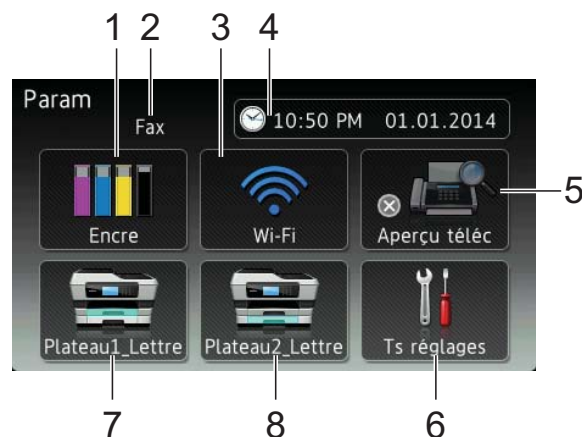 1 2 3 4
Param
Fax
10:50 PM 01.01.2014
5
Encre
Wi-Fi
Aperçu téléc
Plateau1_Lettre
Plateau2_Lettre
Ts réglages
7 8 6